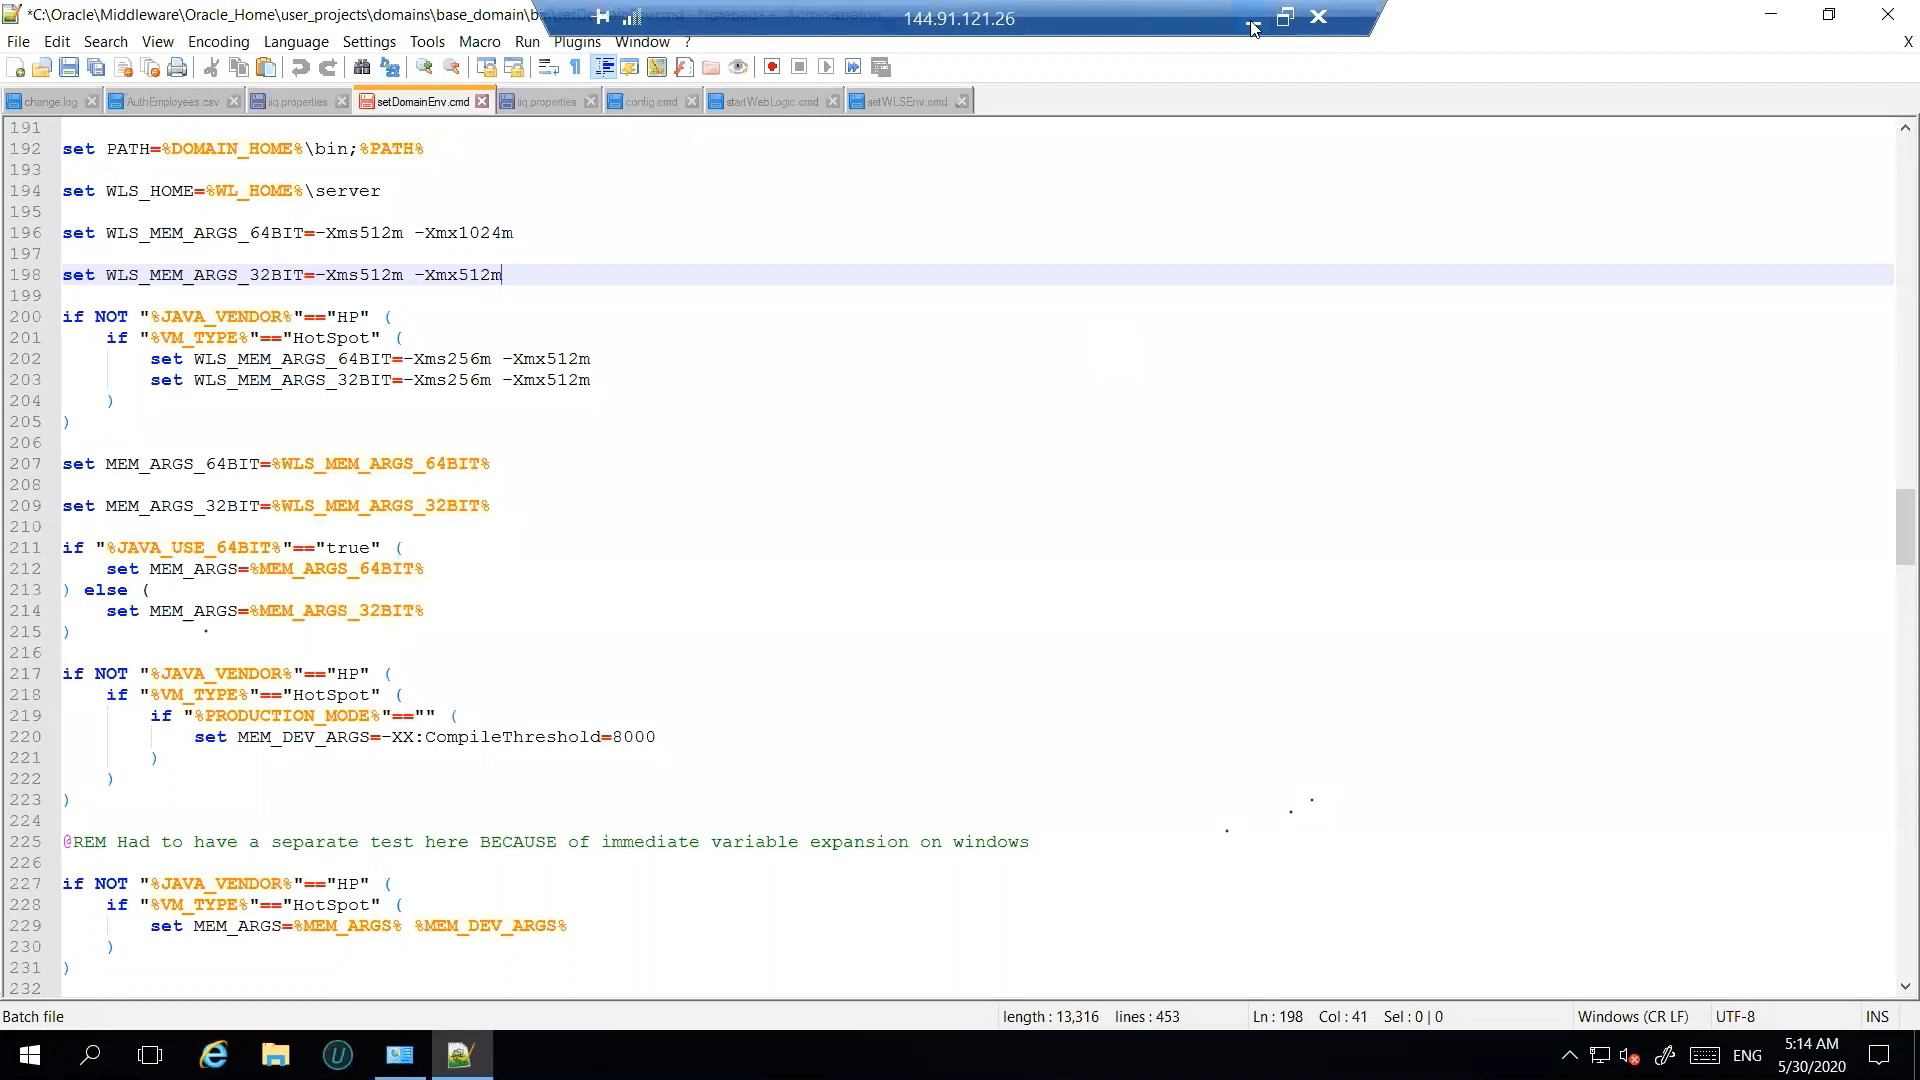 *C:\Oracle\Middleware\Oracle_Home\user_projects\domains\base_domain\bin
144.91.121.26
File Edit Search View Encoding Language Settings Tools Macro Run Plugins Window ?
X
change.log AuthEmployees.csv iiq.properties setDomainEnv.cmd iiq.properties config.cmd startWebLogic.cmd setWLSEnv.cmd
191
192 set PATH=%DOMAIN_HOME%\bin;%PATH%
193
194 set WLS_HOME=%WL_HOME%\server
195
196 set WLS_MEM_ARGS_64BIT=-Xms512m -Xmx1024m
197
198 set WLS_MEM_ARGS_32BIT=-Xms512m -Xmx512m
199
200 if NOT "%JAVA_VENDOR%"=="HP" (
201 if "%VM_TYPE%"=="HotSpot" (
202 set WLS_MEM_ARGS_64BIT=-Xms256m -Xmx512m
203 set WLS_MEM_ARGS_32BIT=-Xms256m -Xmx512m
204 )
205 )
206
207 set MEM_ARGS_64BIT=%WLS_MEM_ARGS_64BIT%
208
209 set MEM_ARGS_32BIT=%WLS_MEM_ARGS_32BIT%
210
211 if "%JAVA_USE_64BIT%"=="true" (
212 set MEM_ARGS=%MEM_ARGS_64BIT%
213 ) else (
214 set MEM_ARGS=%MEM_ARGS_32BIT%
215 )
216
217 if NOT "%JAVA_VENDOR%"=="HP" (
218 if "%VM_TYPE%"=="HotSpot" (
219 if "%PRODUCTION_MODE%"=="" (
220 set MEM_DEV_ARGS=-XX:CompileThreshold=8000
221 )
222 )
223 )
224
225 @REM Had to have a separate test here BECAUSE of immediate variable expansion on windows
226
227 if NOT "%JAVA_VENDOR%"=="HP" (
228 if "%VM_TYPE%"=="HotSpot" (
229 set MEM_ARGS=%MEM_ARGS% %MEM_DEV_ARGS%
230 )
231 )
232
Batch file length : 13,316 lines : 453 Ln : 198 Col : 41 Sel : 0 | 0 Windows (CR LF) UTF-8 INS
ENG 5:14 AM
5/30/2020